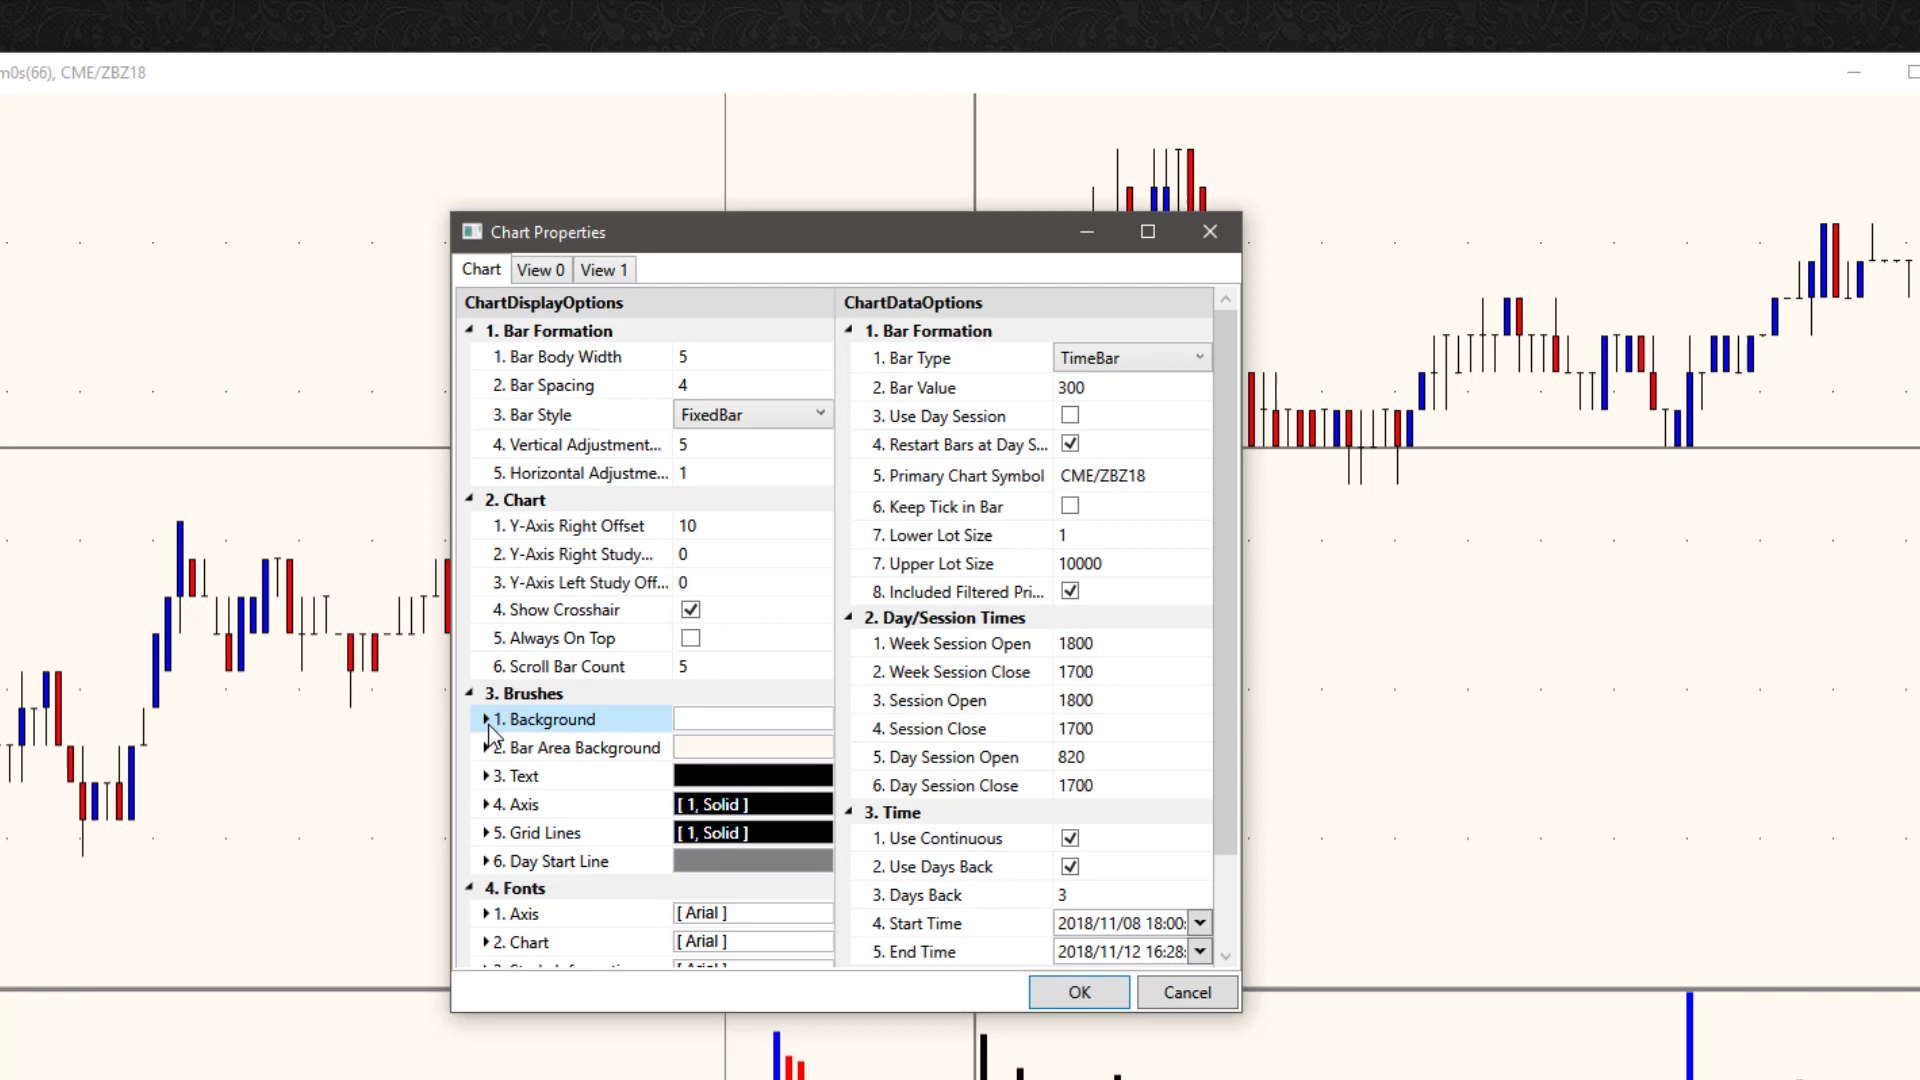 m0s(66), CME/ZBZ18
Chart Properties
Chart View 0 View 1
ChartDisplayOptions
1. Bar Formation
1. Bar Body Width 5
2. Bar Spacing 4
3. Bar Style FixedBar
4. Vertical Adjustment... 5
5. Horizontal Adjustme... 1
2. Chart
1. Y-Axis Right Offset 10
2. Y-Axis Right Study... 0
3. Y-Axis Left Study Off... 0
4. Show Crosshair
5. Always On Top
6. Scroll Bar Count 5
3. Brushes
1. Background
2. Bar Area Background
3. Text
4. Axis [ 1, Solid ]
5. Grid Lines [ 1, Solid ]
6. Day Start Line
4. Fonts
1. Axis [ Arial ]
2. Chart [ Arial ]
ChartDataOptions
1. Bar Formation
1. Bar Type TimeBar
2. Bar Value 300
3. Use Day Session
4. Restart Bars at Day S...
5. Primary Chart Symbol CME/ZBZ18
6. Keep Tick in Bar
7. Lower Lot Size 1
7. Upper Lot Size 10000
8. Included Filtered Pri...
2. Day/Session Times
1. Week Session Open 1800
2. Week Session Close 1700
3. Session Open 1800
4. Session Close 1700
5. Day Session Open 820
6. Day Session Close 1700
3. Time
1. Use Continuous
2. Use Days Back
3. Days Back 3
4. Start Time 2018/11/08 18:00:
5. End Time 2018/11/12 16:28:
OK Cancel